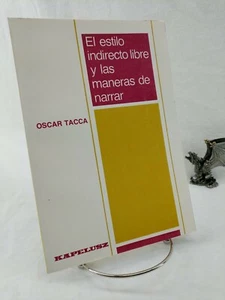 El estilo
indirecto libre
y las
maneras de
narrar
OSCAR TACCA
KAPELUSZ